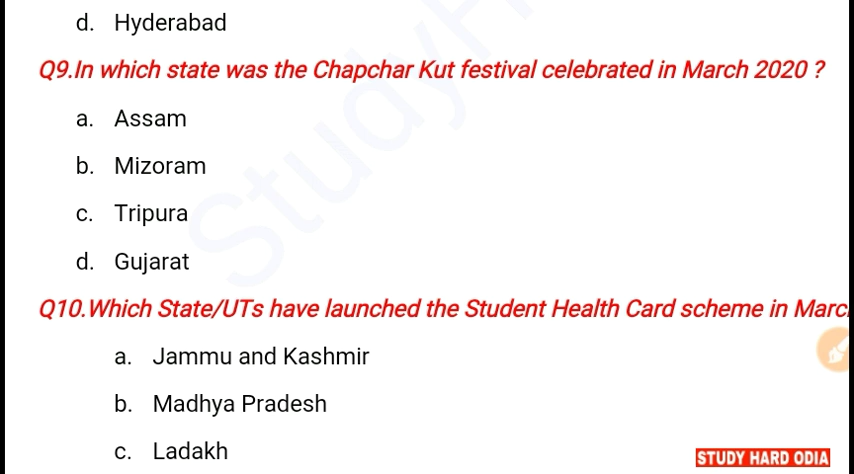 d. Hyderabad
Q9.In which state was the Chapchar Kut festival celebrated in March 2020 ?
a. Assam
b. Mizoram
c. Tripura
d. Gujarat
Q10.Which State/UTs have launched the Student Health Card scheme in Marc
a. Jammu and Kashmir
b. Madhya Pradesh
c. Ladakh
STUDY HARD ODIA
StudyH